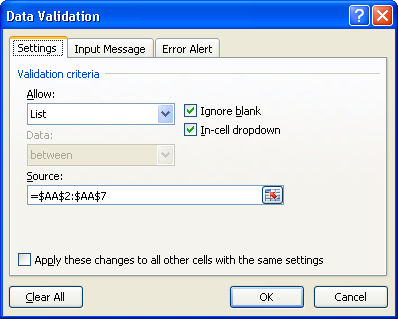 Data Validation
Settings
Input Message
Error Alert
Validation criteria
Allow:
List
Ignore blank
Data:
In-cell dropdown
between
Source:
=$AA$2:$AA$7
Apply these changes to all other cells with the same settings
Clear All
OK
Cancel